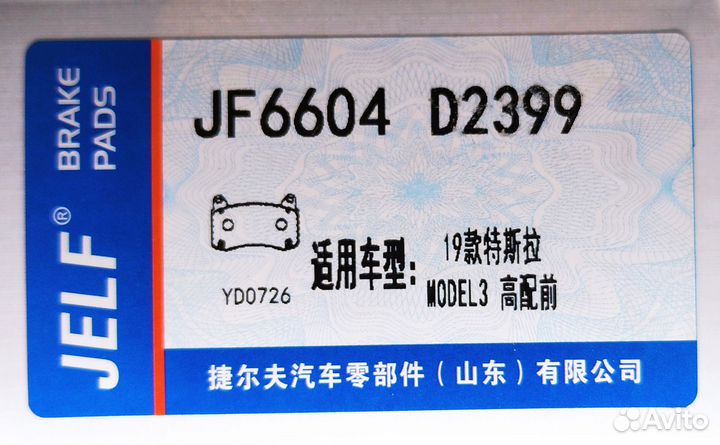 JELF®
BRAKE
PADS
JF6604 D2399
YD0726
适用车型:
19款特斯拉
MODEL3 高配前
捷尔夫汽车零部件(山东)有限公司
Avito